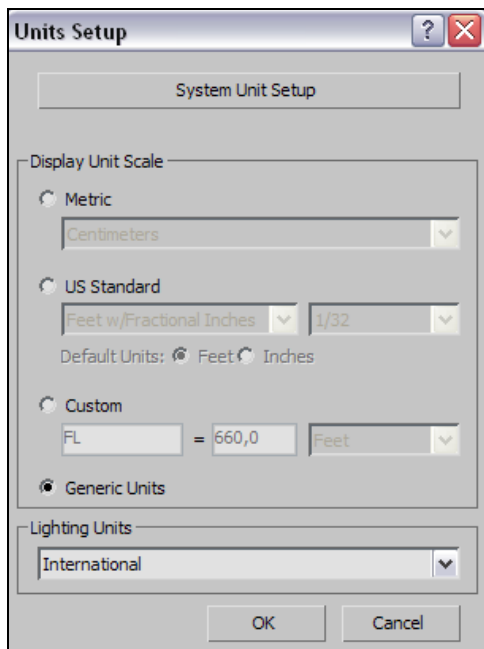 Units Setup
System Unit Setup
Display Unit Scale
Metric
Centimeters
US Standard
Feet w/Fractional Inches 1/32
Default Units: Feet Inches
Custom
FL = 660,0 Feet
Generic Units
Lighting Units
International
OK Cancel